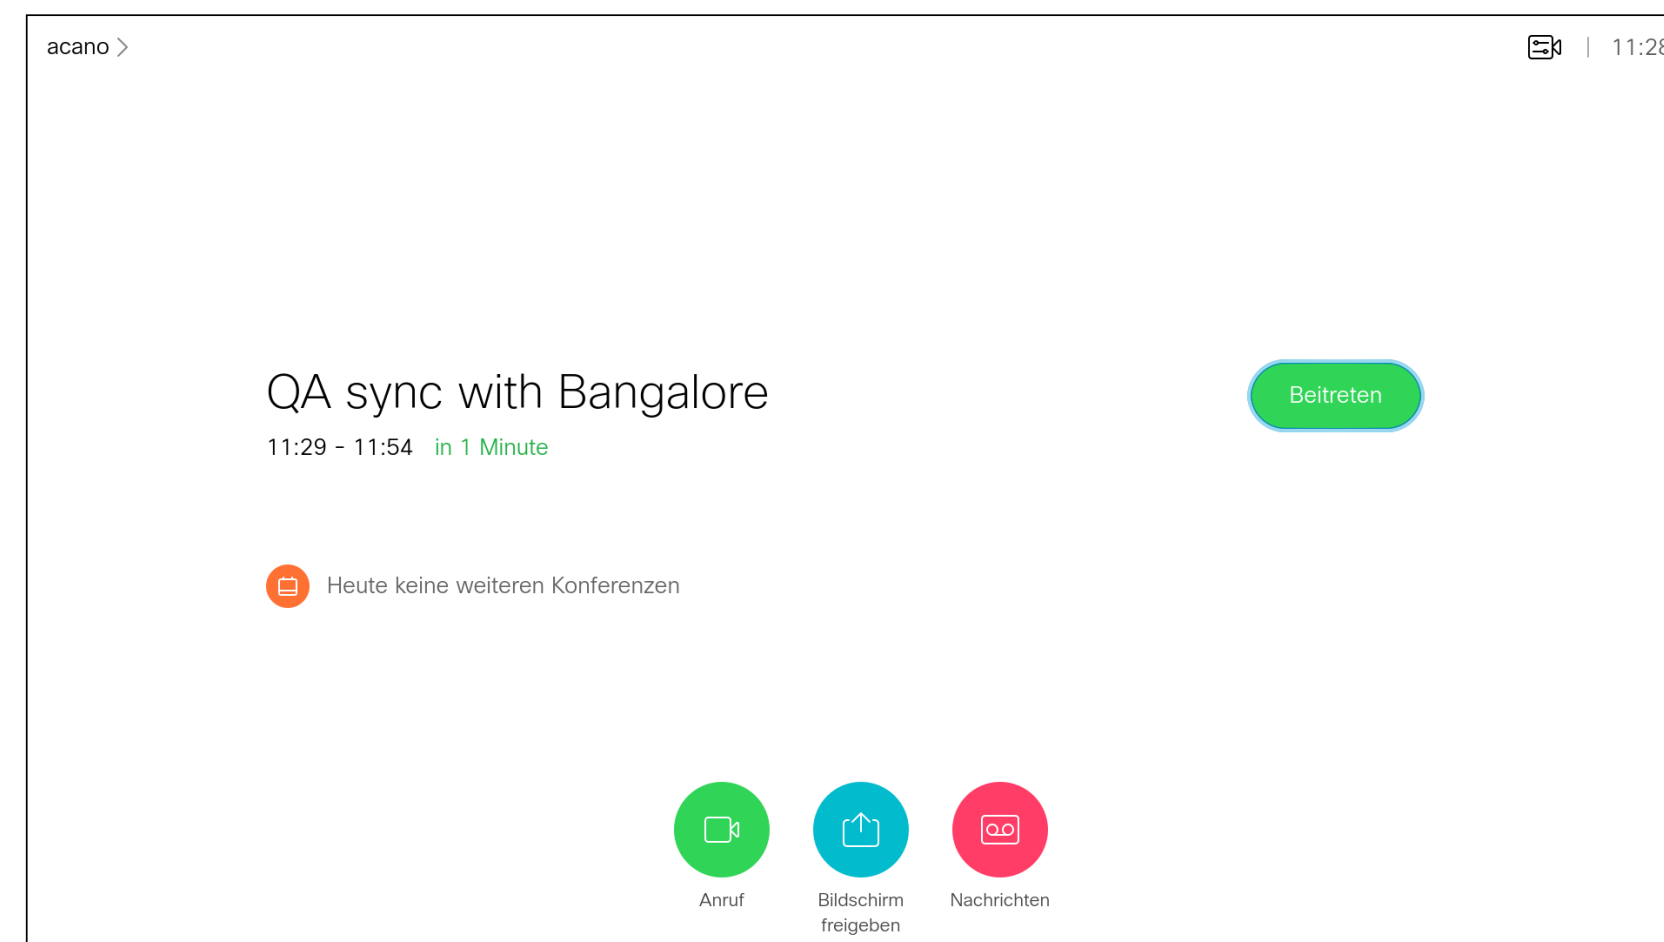 acano
11:28
QA sync with Bangalore
Beitreten
11:29 - 11:54 in 1 Minute
Heute keine weiteren Konferenzen
Anruf
Bildschirm
freigeben
Nachrichten